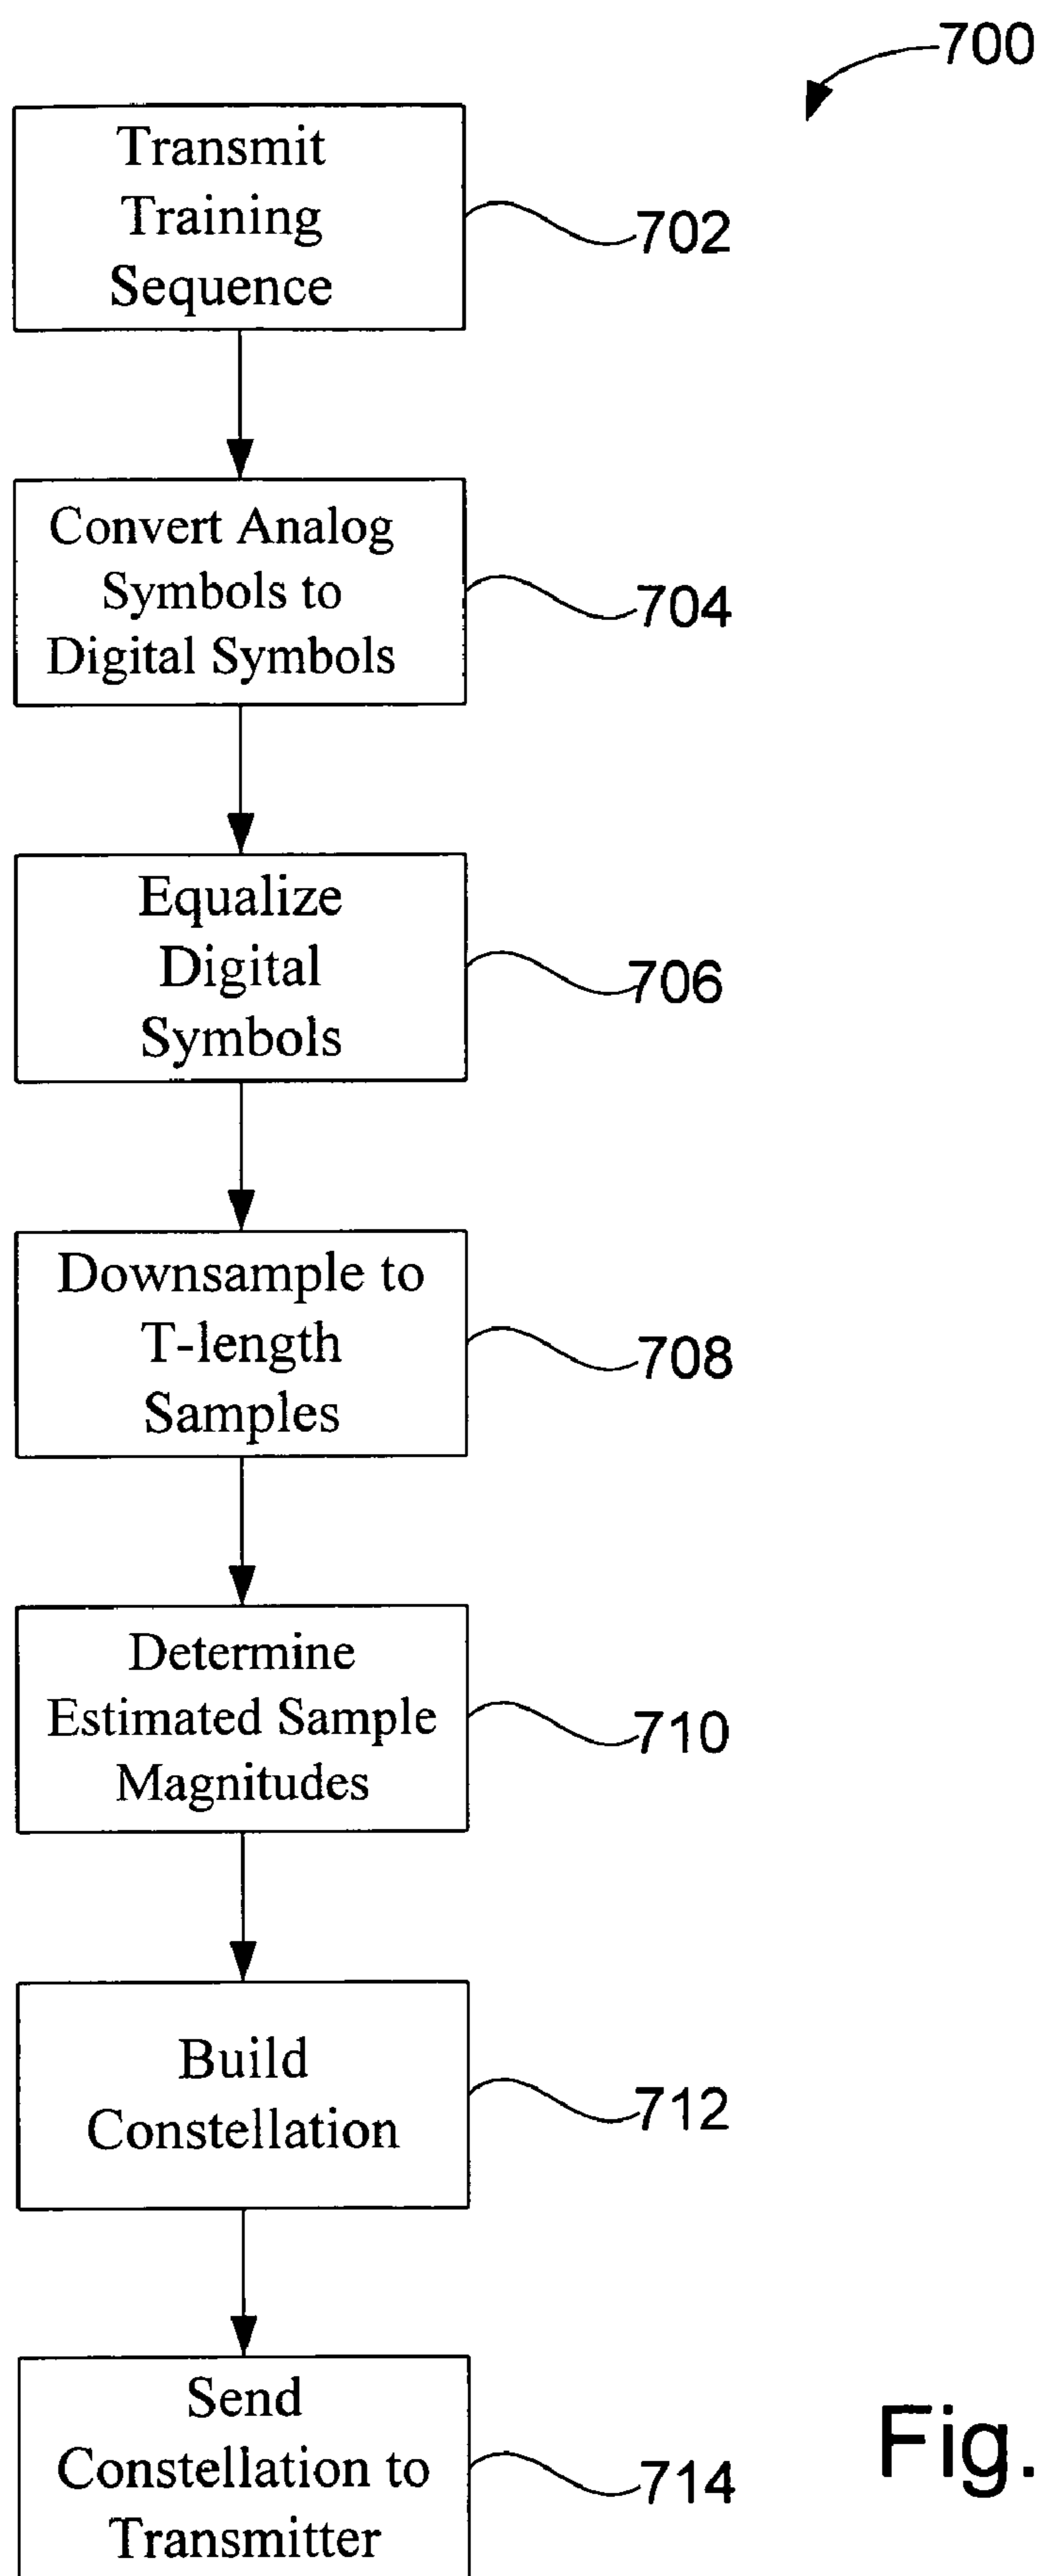 700
Transmit
Training
Sequence
702
Convert Analog
Symbols to
Digital Symbols
704
Equalize
Digital
Symbols
706
Downsample to
T-length
Samples
708
Determine
Estimated Sample
Magnitudes
710
Build
Constellation
712
Send
Constellation to
Transmitter
714
Fig.